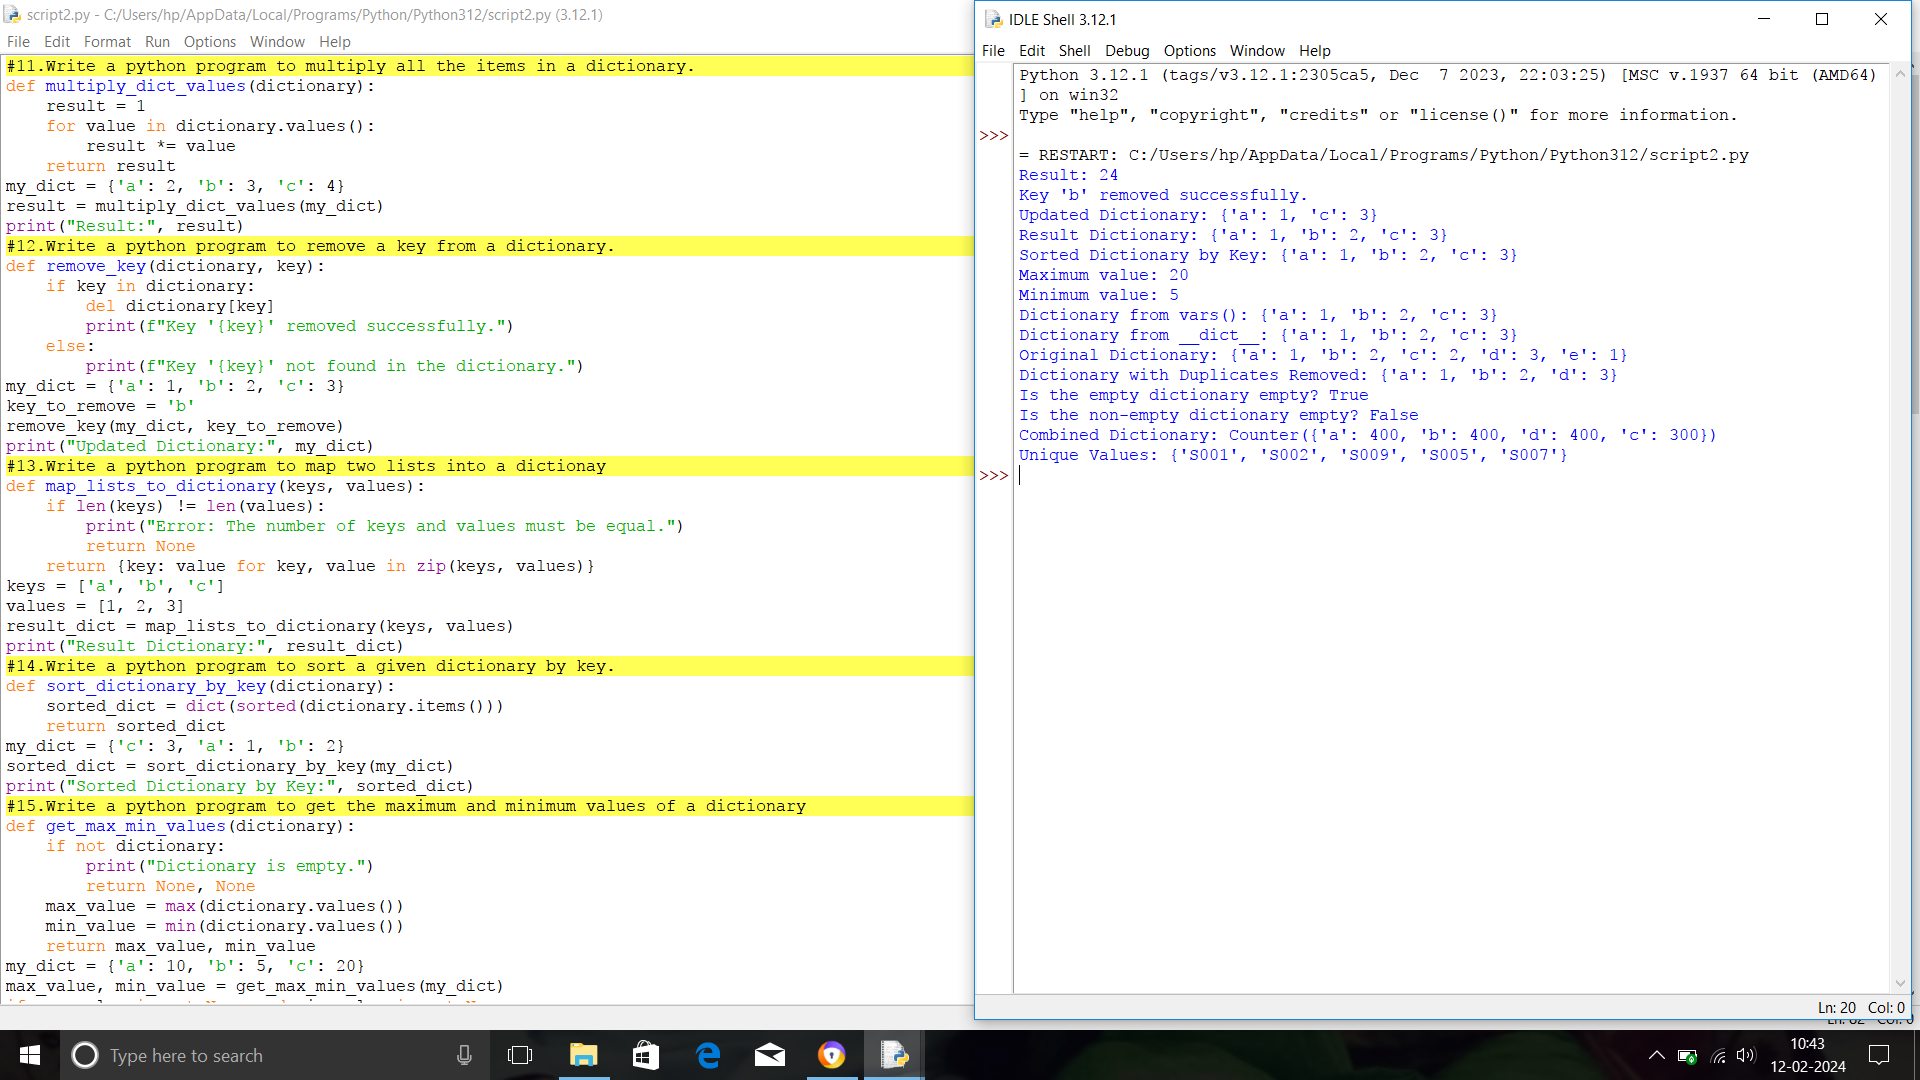 script2.py - C:/Users/hp/AppData/Local/Programs/Python/Python312/script2.py (3.12.1)
File Edit Format Run Options Window Help
#11.Write a python program to multiply all the items in a dictionary.
def multiply_dict_values(dictionary):
    result = 1
    for value in dictionary.values():
        result *= value
    return result
my_dict = {'a': 2, 'b': 3, 'c': 4}
result = multiply_dict_values(my_dict)
print("Result:", result)
#12.Write a python program to remove a key from a dictionary.
def remove_key(dictionary, key):
    if key in dictionary:
        del dictionary[key]
        print(f"Key '{key}' removed successfully.")
    else:
        print(f"Key '{key}' not found in the dictionary.")
my_dict = {'a': 1, 'b': 2, 'c': 3}
key_to_remove = 'b'
remove_key(my_dict, key_to_remove)
print("Updated Dictionary:", my_dict)
#13.Write a python program to map two lists into a dictionay
def map_lists_to_dictionary(keys, values):
    if len(keys) != len(values):
        print("Error: The number of keys and values must be equal.")
        return None
    return {key: value for key, value in zip(keys, values)}
keys = ['a', 'b', 'c']
values = [1, 2, 3]
result_dict = map_lists_to_dictionary(keys, values)
print("Result Dictionary:", result_dict)
#14.Write a python program to sort a given dictionary by key.
def sort_dictionary_by_key(dictionary):
    sorted_dict = dict(sorted(dictionary.items()))
    return sorted_dict
my_dict = {'c': 3, 'a': 1, 'b': 2}
sorted_dict = sort_dictionary_by_key(my_dict)
print("Sorted Dictionary by Key:", sorted_dict)
#15.Write a python program to get the maximum and minimum values of a dictionary
def get_max_min_values(dictionary):
    if not dictionary:
        print("Dictionary is empty.")
        return None, None
    max_value = max(dictionary.values())
    min_value = min(dictionary.values())
    return max_value, min_value
my_dict = {'a': 10, 'b': 5, 'c': 20}
max_value, min_value = get_max_min_values(my_dict)
IDLE Shell 3.12.1
File Edit Shell Debug Options Window Help
Python 3.12.1 (tags/v3.12.1:2305ca5, Dec  7 2023, 22:03:25) [MSC v.1937 64 bit (AMD64)
] on win32
Type "help", "copyright", "credits" or "license()" for more information.
>>>
= RESTART: C:/Users/hp/AppData/Local/Programs/Python/Python312/script2.py
Result: 24
Key 'b' removed successfully.
Updated Dictionary: {'a': 1, 'c': 3}
Result Dictionary: {'a': 1, 'b': 2, 'c': 3}
Sorted Dictionary by Key: {'a': 1, 'b': 2, 'c': 3}
Maximum value: 20
Minimum value: 5
Dictionary from vars(): {'a': 1, 'b': 2, 'c': 3}
Dictionary from __dict__: {'a': 1, 'b': 2, 'c': 3}
Original Dictionary: {'a': 1, 'b': 2, 'c': 2, 'd': 3, 'e': 1}
Dictionary with Duplicates Removed: {'a': 1, 'b': 2, 'd': 3}
Is the empty dictionary empty? True
Is the non-empty dictionary empty? False
Combined Dictionary: Counter({'a': 400, 'b': 400, 'd': 400, 'c': 300})
Unique Values: {'S001', 'S002', 'S009', 'S005', 'S007'}
>>>
Ln: 20 Col: 0
Type here to search
10:43
12-02-2024